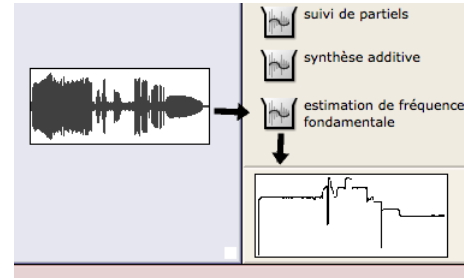 suivi de partiels
synthèse additive
estimation de fréquence
fondamentale